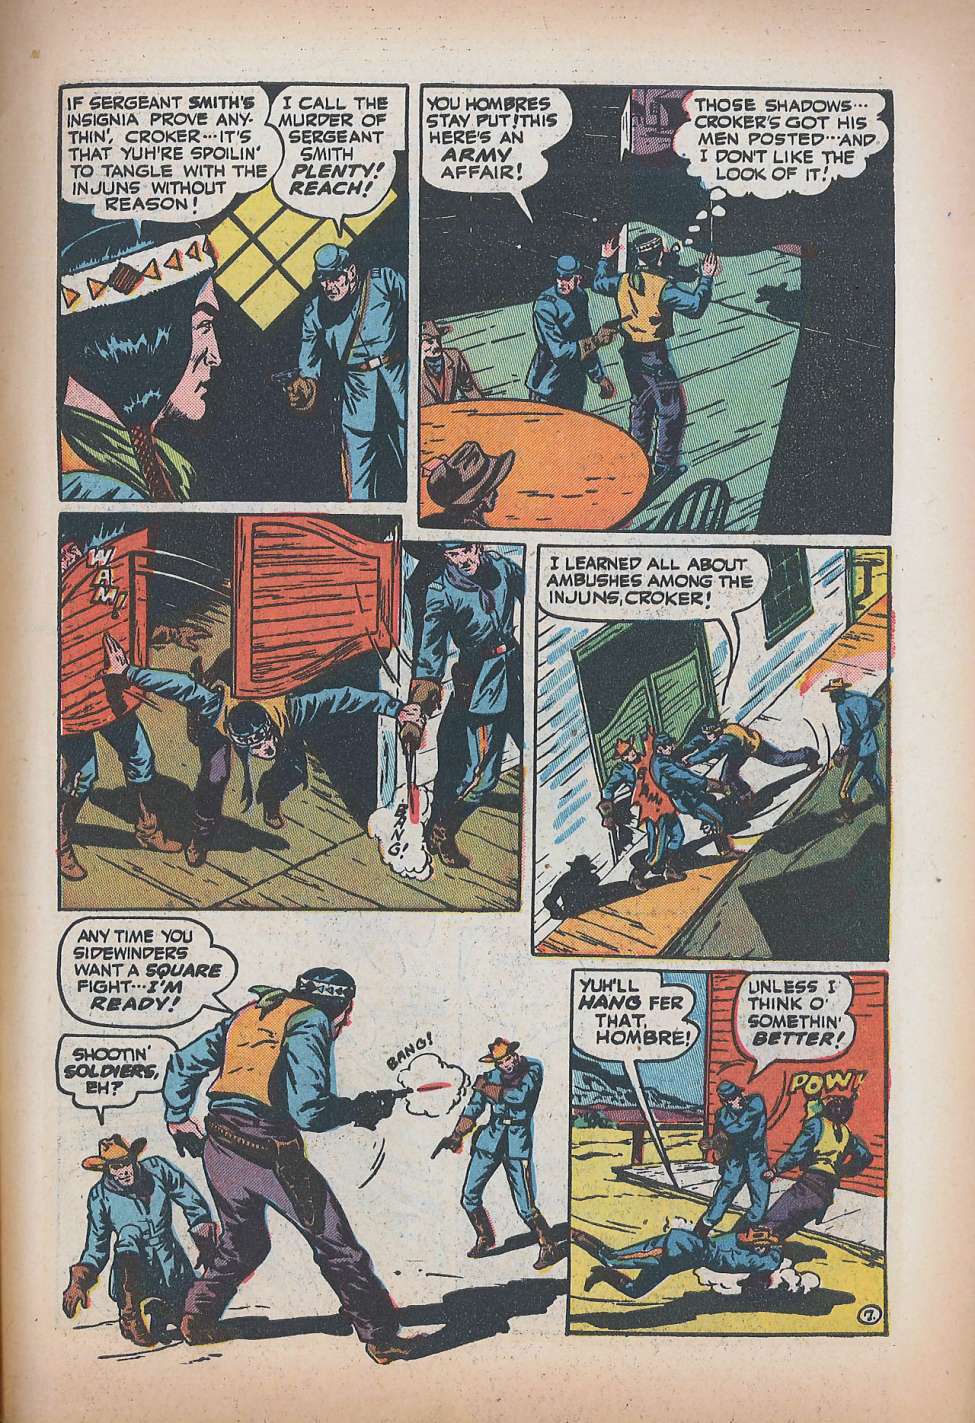 IF SERGEANT SMITH'S
INSIGNIA PROVE ANY-
THIN', CROKER---IT'S
THAT YUH'RE SPOILIN'
TO TANGLE WITH THE
INJUNS WITHOUT
REASON!
I CALL THE
MURDER OF
SERGEANT
SMITH
PLENTY!
REACH!
YOU HOMBRES
STAY PUT! THIS
HERE'S AN
ARMY
AFFAIR!
THOSE SHADOWS---
CROKER'S GOT HIS
MEN POSTED---AND
I DON'T LIKE THE
LOOK OF IT!
WAM!
BANG!
I LEARNED ALL ABOUT
AMBUSHES AMONG THE
INJUNS, CROKER!
WAM!
ANY TIME YOU
SIDEWINDERS
WANT A SQUARE
FIGHT---I'M
READY!
SHOOTIN'
SOLDIERS,
EH?
BANG!
YUH'LL
HANG FER
THAT,
HOMBRE!
UNLESS I
THINK O'
SOMETHIN'
BETTER!
POW!
7.